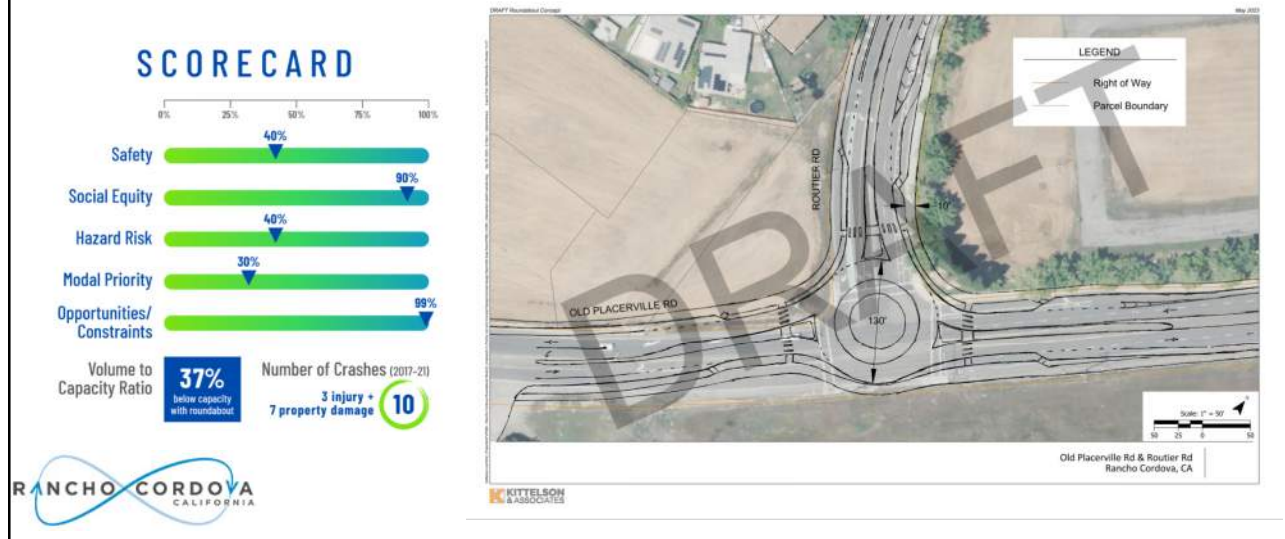 SCORECARD
0% 25% 50% 75% 100%
Safety 40%
Social Equity 90%
Hazard Risk 40%
Modal Priority 30%
Opportunities/
Constraints 99%
Volume to
Capacity Ratio
37%
below capacity
with roundabout
Number of Crashes (2017-21)
3 injury +
7 property damage
10
RANCHO CORDOVA
CALIFORNIA
DRAFT Roundabout Concept
May 2023
LEGEND
Right of Way
Parcel Boundary
DRAFT
ROUTIER RD
OLD PLACERVILLE RD
10'
130'
Scale: 1" = 50'
50 25 0 50
Old Placerville Rd & Routier Rd
Rancho Cordova, CA
KITTELSON
& ASSOCIATES